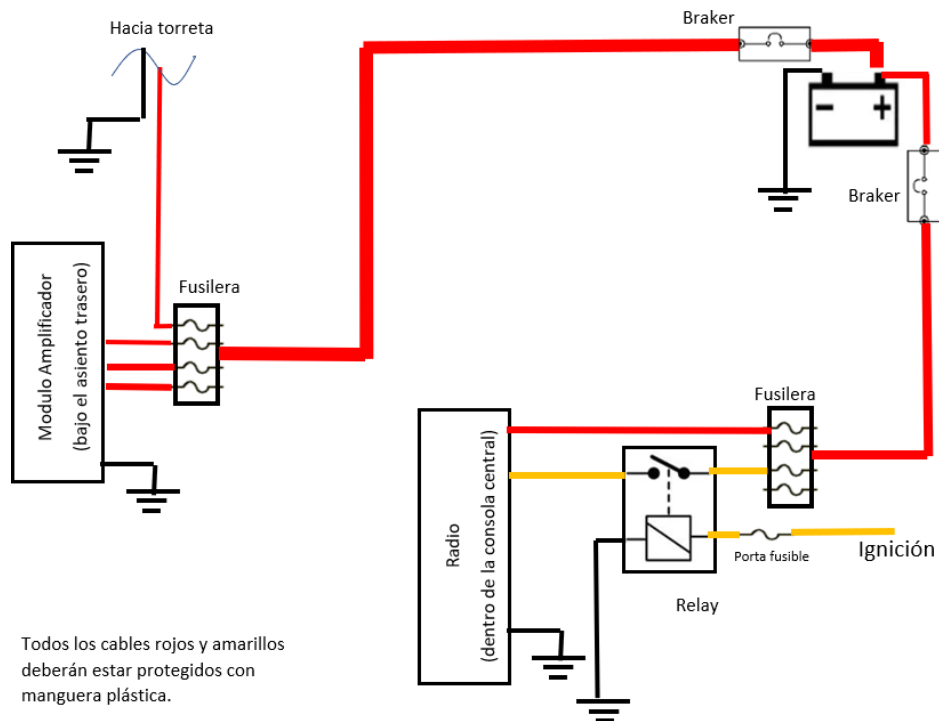 Hacia torreta
Braker
Braker
Fusilera
Modulo Amplificador
(bajo el asiento trasero)
Fusilera
Radio
(dentro de la consola central)
Porta fusible
Ignición
Relay
Todos los cables rojos y amarillos
deberán estar protegidos con
manguera plástica.